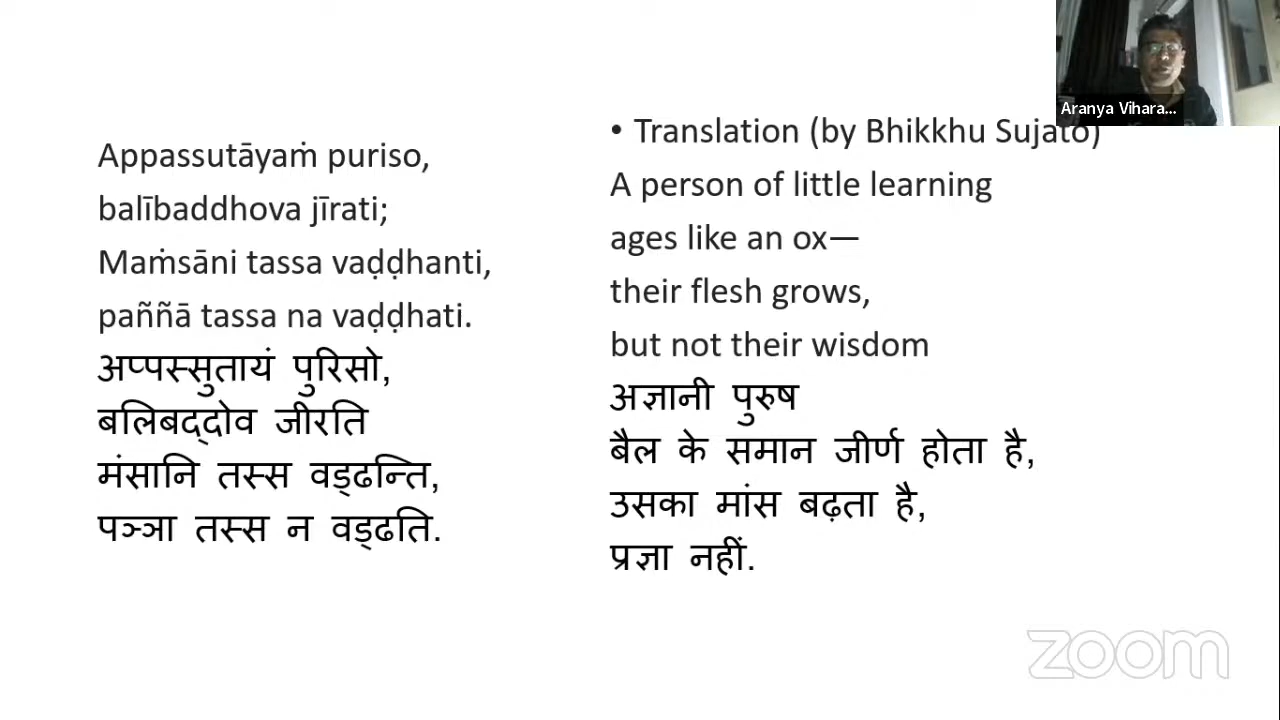 Aranya Vihara...
Appassutāyaṁ puriso,
balībaddhova jīrati;
Maṁsāni tassa vaḍḍhanti,
paññā tassa na vaḍḍhati.
अप्पस्सुतायं पुरिसो,
बलिबद्दोव जीरति
मंसानि तस्स वड्ढन्ति,
पञ्ञा तस्स न वड्ढति.
• Translation (by Bhikkhu Sujato)
A person of little learning
ages like an ox—
their flesh grows,
but not their wisdom
अज्ञानी पुरुष
बैल के समान जीर्ण होता है,
उसका मांस बढ़ता है,
प्रज्ञा नहीं.
zoom